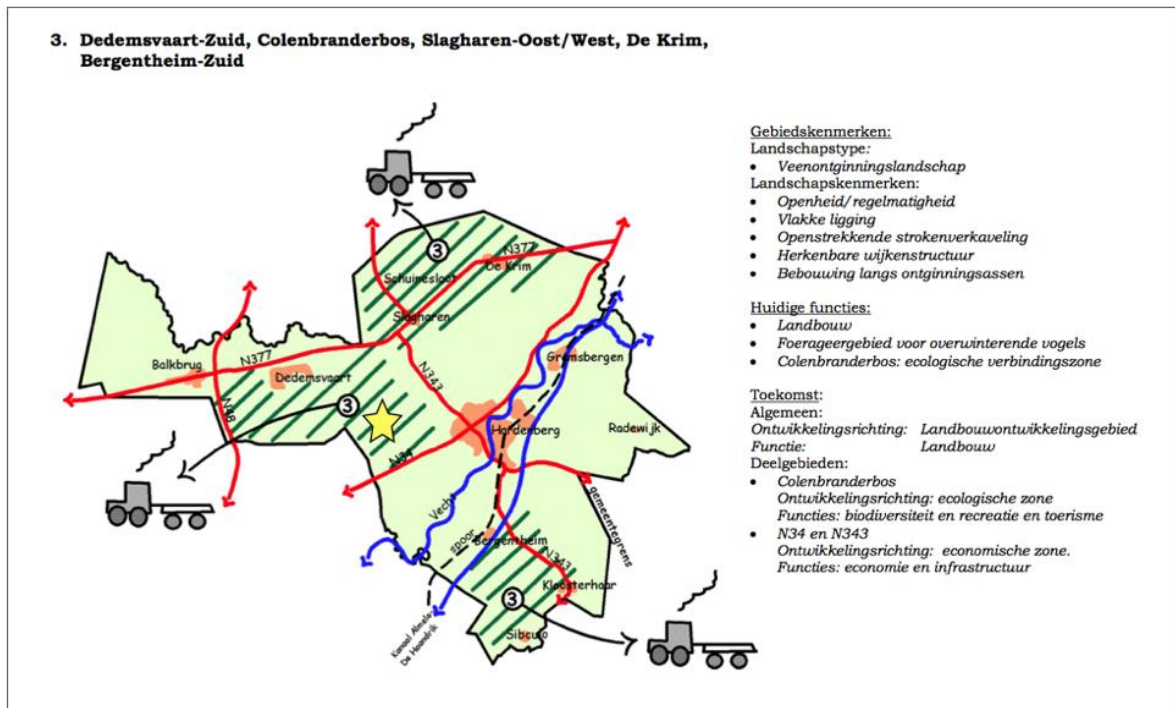 3. Dedemsvaart-Zuid, Colenbranderbos, Slagharen-Oost/West, De Krim,
Bergentheim-Zuid
Gebiedskenmerken:
Landschapstype:
• Veenontginningslandschap
Landschapskenmerken:
• Openheid/regelmatigheid
• Vlakke ligging
• Openstrekkende strokenverkaveling
• Herkenbare wijkenstructuur
• Bebouwing langs ontginningsassen
Huidige functies:
• Landbouw
• Foerageergebied voor overwinterende vogels
• Colenbranderbos: ecologische verbindingszone
Toekomst:
Algemeen:
Ontwikkelingsrichting: Landbouwontwikkelingsgebied
Functie: Landbouw
Deelgebieden:
• Colenbranderbos
Ontwikkelingsrichting: ecologische zone
Functies: biodiversiteit en recreatie en toerisme
• N34 en N343
Ontwikkelingsrichting: economische zone.
Functies: economie en infrastructuur
3
N377
De Krim
Schuinesloot
Slagharen
Balkbrug
N377
Dedemsvaart
N343
Gramsbergen
3
N48
Hardenberg
Radewijk
N34
Vecht
spoor
gemeentegrens
Bergentheim
N343
Kloosterhaar
3
Sibculo
Kanaal Almelo-
De Haandrik